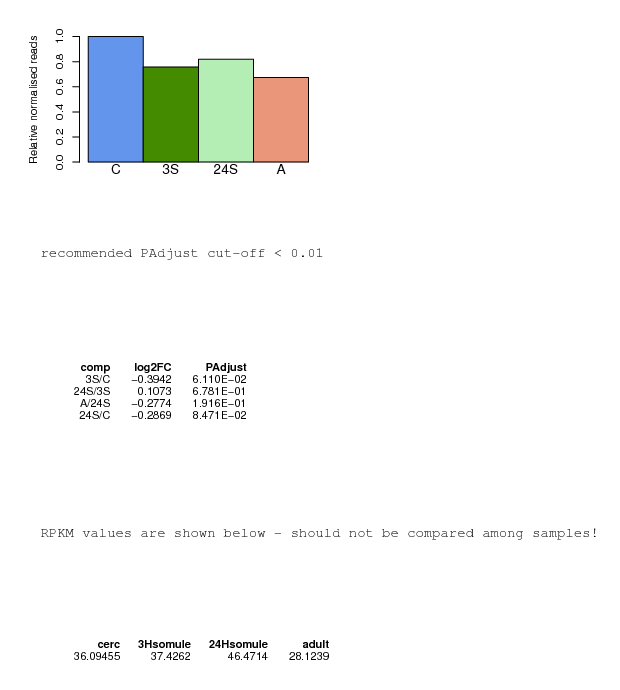 Relative normalised reads
1.0
0.8
0.6
0.4
0.2
0.0
C 3S 24S A
recommended PAdjust cut-off < 0.01
comp log2FC PAdjust
3S/C −0.3942 6.110E−02
24S/3S 0.1073 6.781E−01
A/24S −0.2774 1.916E−01
24S/C −0.2869 8.471E−02
RPKM values are shown below - should not be compared among samples!
cerc 3Hsomule 24Hsomule adult
36.09455 37.4262 46.4714 28.1239